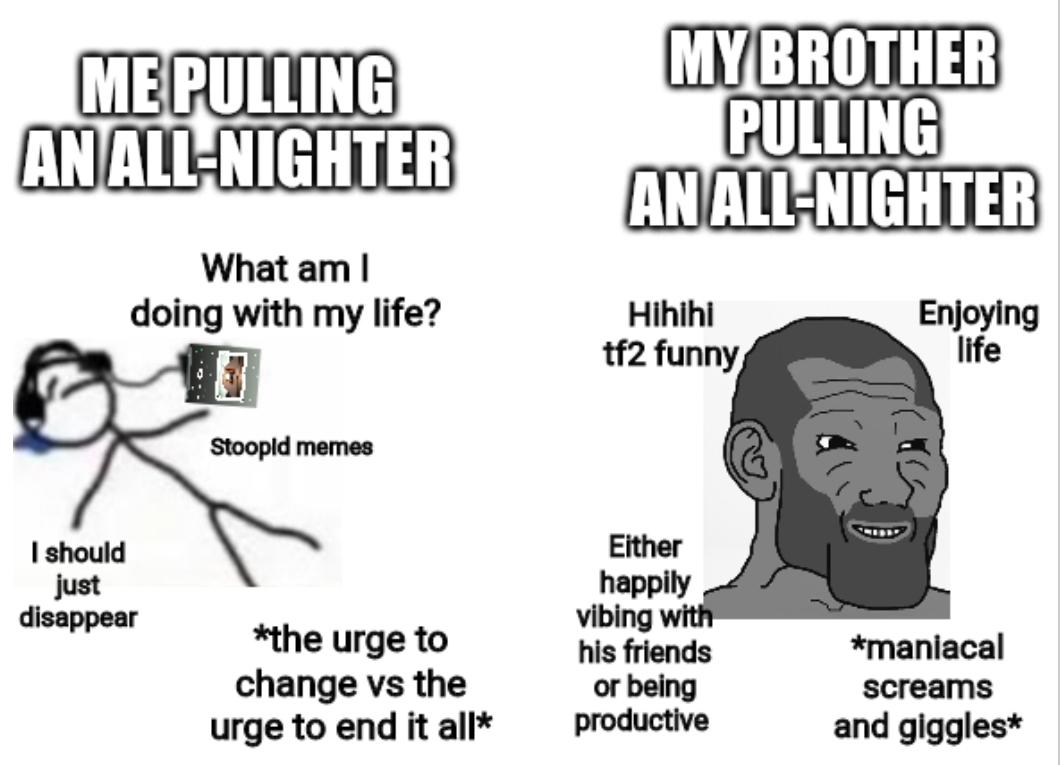 ME PULLING
AN ALL-NIGHTER
What am I
doing with my life?
Stoopid memes
I should
just
disappear
*the urge to
change vs the
urge to end it all*
MY BROTHER
PULLING
AN ALL-NIGHTER
Hihihi
tf2 funny
Enjoying
life
Either
happily
vibing with
his friends
or being
productive
*maniacal
screams
and giggles*